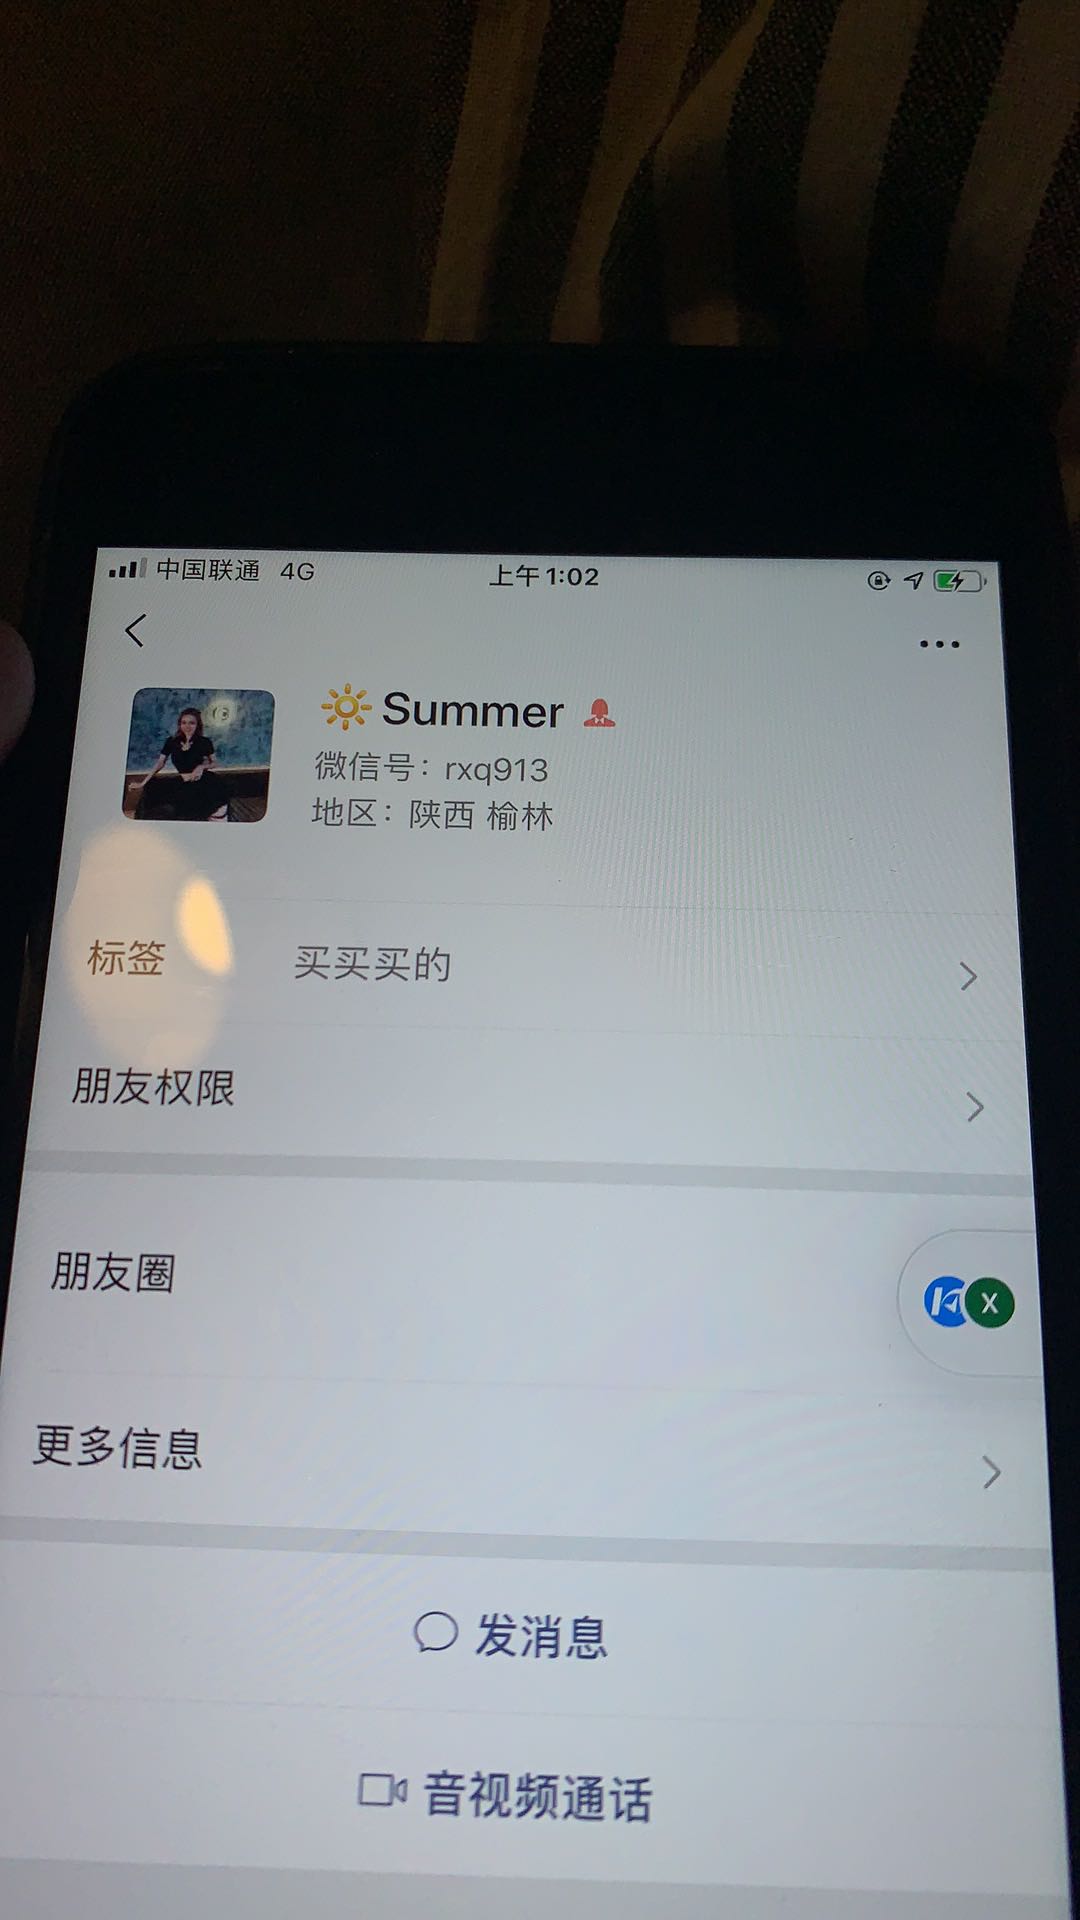 中国联通 4G 上午1:02
Summer
微信号：rxq913
地区：陕西 榆林
标签 买买买的
朋友权限
朋友圈
X
更多信息
发消息
音视频通话